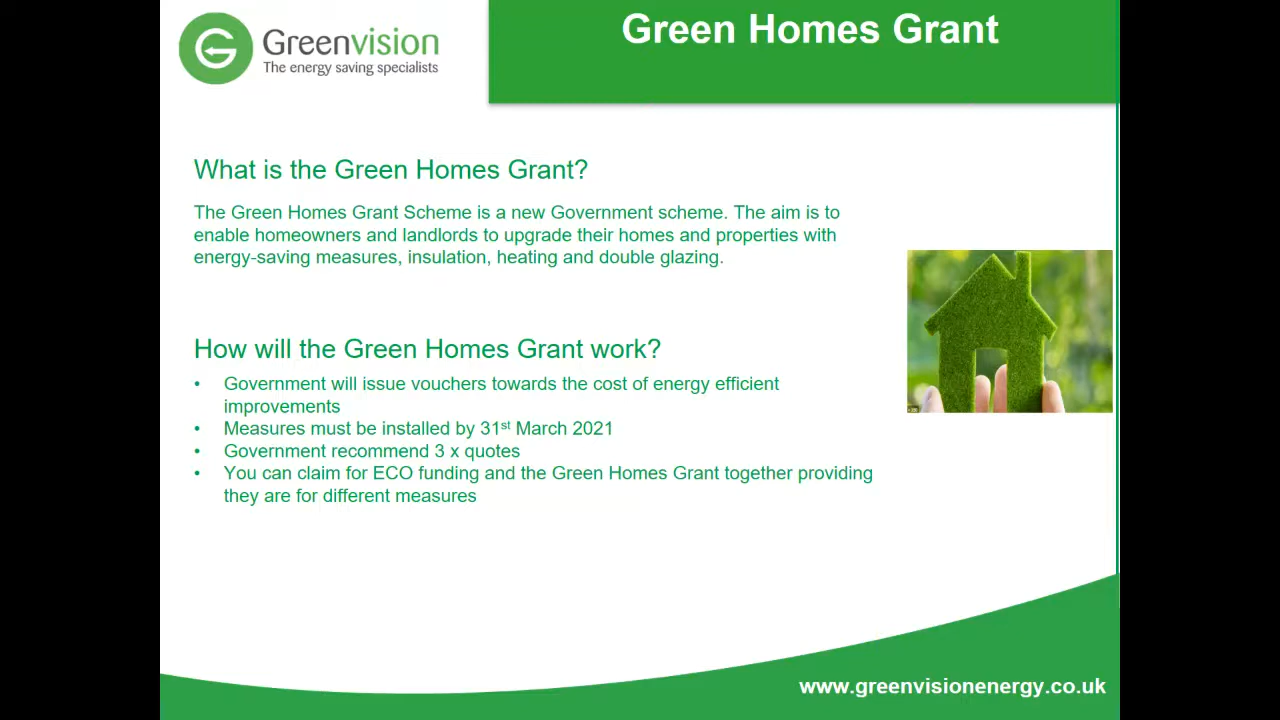 Greenvision
The energy saving specialists
Green Homes Grant
What is the Green Homes Grant?
The Green Homes Grant Scheme is a new Government scheme. The aim is to
enable homeowners and landlords to upgrade their homes and properties with
energy-saving measures, insulation, heating and double glazing.
How will the Green Homes Grant work?
• Government will issue vouchers towards the cost of energy efficient
improvements
• Measures must be installed by 31st March 2021
• Government recommend 3 x quotes
• You can claim for ECO funding and the Green Homes Grant together providing
they are for different measures
www.greenvisionenergy.co.uk